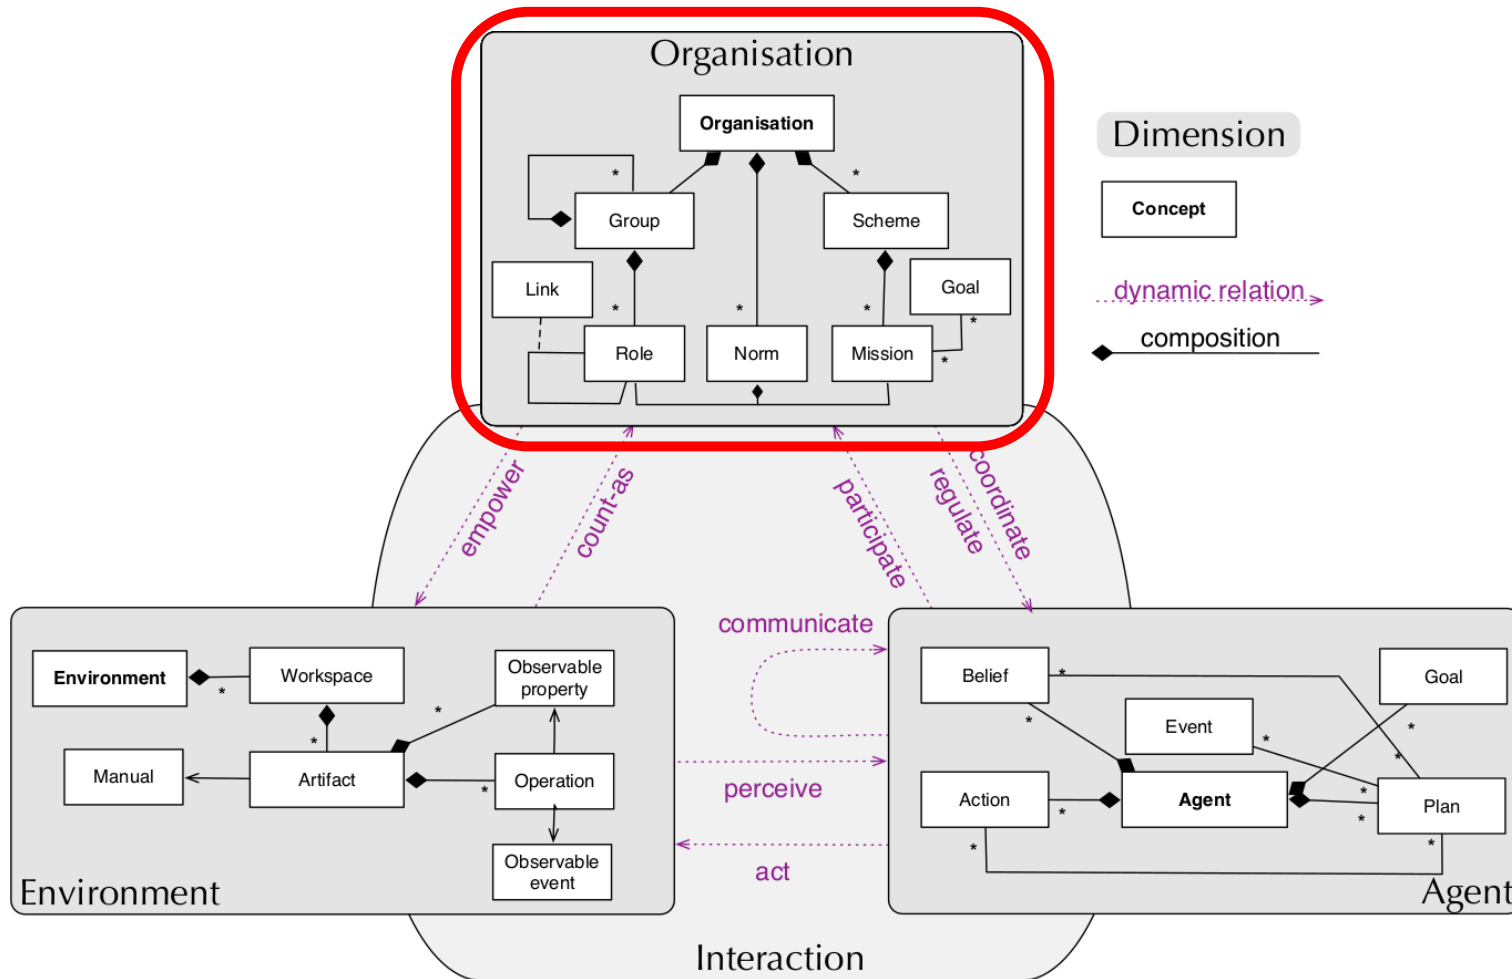 Organisation
Organisation
*
*
Group
Scheme
Link
Goal
*
*
*
*
Role
Norm
Mission
*
Dimension
Concept
dynamic relation
composition
empower
count-as
participate
regulate
coordinate
communicate
perceive
act
Environment
*
Workspace
Observable
property
*
*
Manual
Artifact
*
Operation
Observable
event
Environment
Belief
*
*
Goal
*
Event
*
*
Action
*
*
Agent
*
*
Plan
*
Agent
Interaction